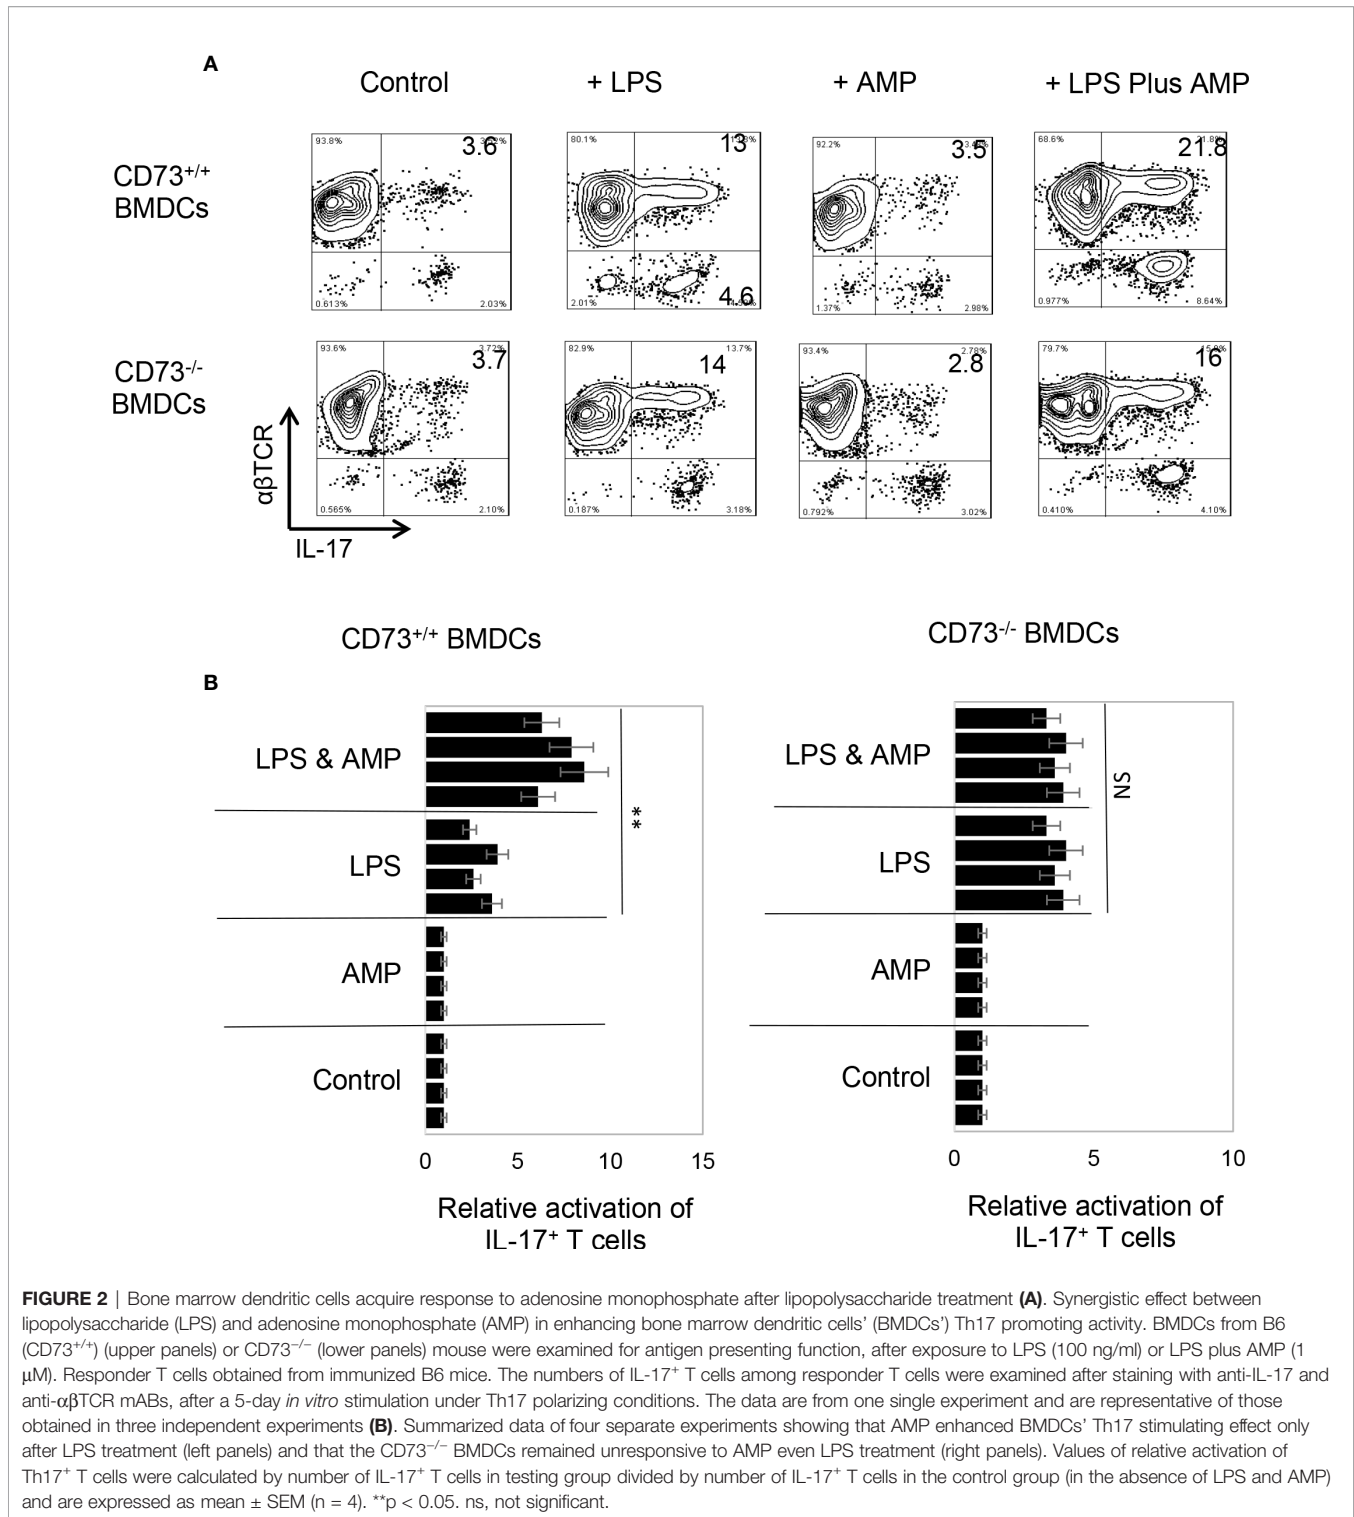 A
Control
+ LPS
+ AMP
+ LPS Plus AMP
CD73+/+
BMDCs
93.8%
3.6
0.613%
2.03%
80.1%
13
2.01%
4.6
92.2%
3.5
1.37%
2.98%
68.6%
21.8
0.977%
8.64%
CD73-/-
BMDCs
93.6%
3.72%
3.7
0.565%
2.10%
82.9%
13.7%
14
0.187%
3.18%
93.4%
2.78%
2.8
0.792%
3.02%
79.7%
16
0.410%
4.10%
αβTCR
IL-17
CD73+/+ BMDCs
CD73-/- BMDCs
B
LPS & AMP
LPS
AMP
Control
**
0 5 10 15
Relative activation of
IL-17+ T cells
LPS & AMP
LPS
AMP
Control
NS
0 5 10
Relative activation of
IL-17+ T cells
FIGURE 2 | Bone marrow dendritic cells acquire response to adenosine monophosphate after lipopolysaccharide treatment (A). Synergistic effect between
lipopolysaccharide (LPS) and adenosine monophosphate (AMP) in enhancing bone marrow dendritic cells' (BMDCs') Th17 promoting activity. BMDCs from B6
(CD73+/+) (upper panels) or CD73−/− (lower panels) mouse were examined for antigen presenting function, after exposure to LPS (100 ng/ml) or LPS plus AMP (1
μM). Responder T cells obtained from immunized B6 mice. The numbers of IL-17+ T cells among responder T cells were examined after staining with anti-IL-17 and
anti-αβTCR mABs, after a 5-day in vitro stimulation under Th17 polarizing conditions. The data are from one single experiment and are representative of those
obtained in three independent experiments (B). Summarized data of four separate experiments showing that AMP enhanced BMDCs' Th17 stimulating effect only
after LPS treatment (left panels) and that the CD73−/− BMDCs remained unresponsive to AMP even LPS treatment (right panels). Values of relative activation of
Th17+ T cells were calculated by number of IL-17+ T cells in testing group divided by number of IL-17+ T cells in the control group (in the absence of LPS and AMP)
and are expressed as mean ± SEM (n = 4). **p < 0.05. ns, not significant.